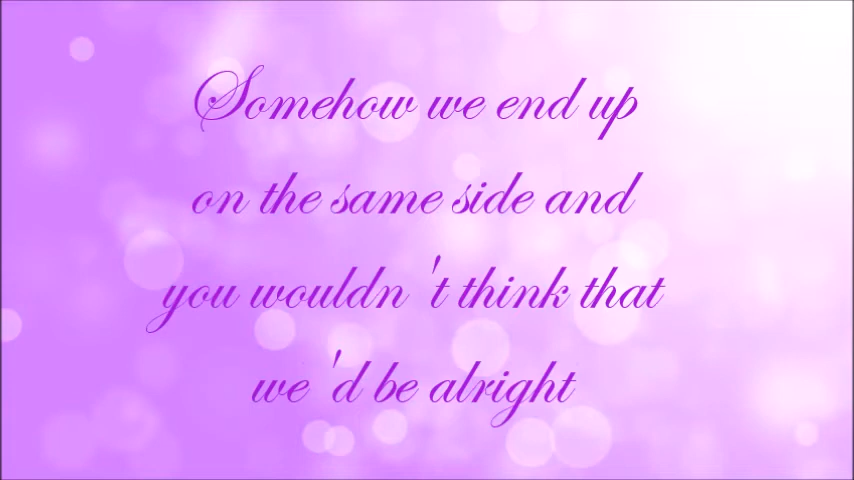 Somehow we end up
on the same side and
you wouldn 't think that
we 'd be alright